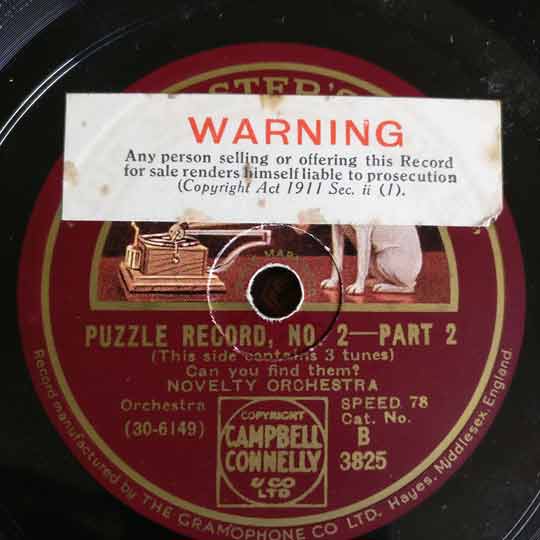 STER'S
WARNING
Any person selling or offering this Record
for sale renders himself liable to prosecution
(Copyright Act 1911 Sec. ii (1).
PUZZLE RECORD, NO. 2—PART 2
(This side contains 3 tunes)
Can you find them?
NOVELTY ORCHESTRA
Orchestra
(30-6149)
COPYRIGHT
CAMPBELL
CONNELLY
& CO
LTD
SPEED 78
Cat. No.
B
3825
Record manufactured by THE GRAMOPHONE CO LTD. Hayes, Middlesex, England.